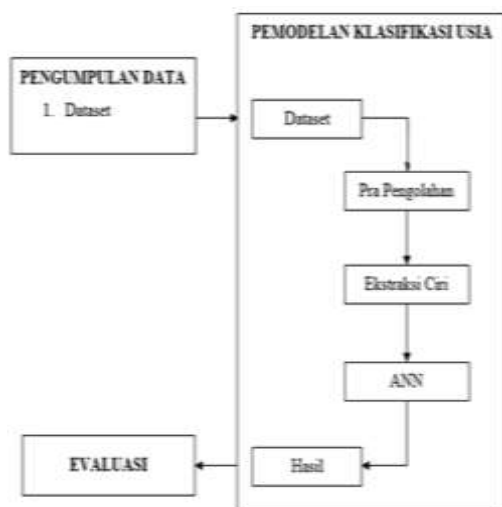 PENGUMPULAN DATA
1. Dataset
PEMODELAN KLASIFIKASI USIA
Dataset
Pra Pengolahan
Ekstraksi Ciri
ANN
Hasil
EVALUASI